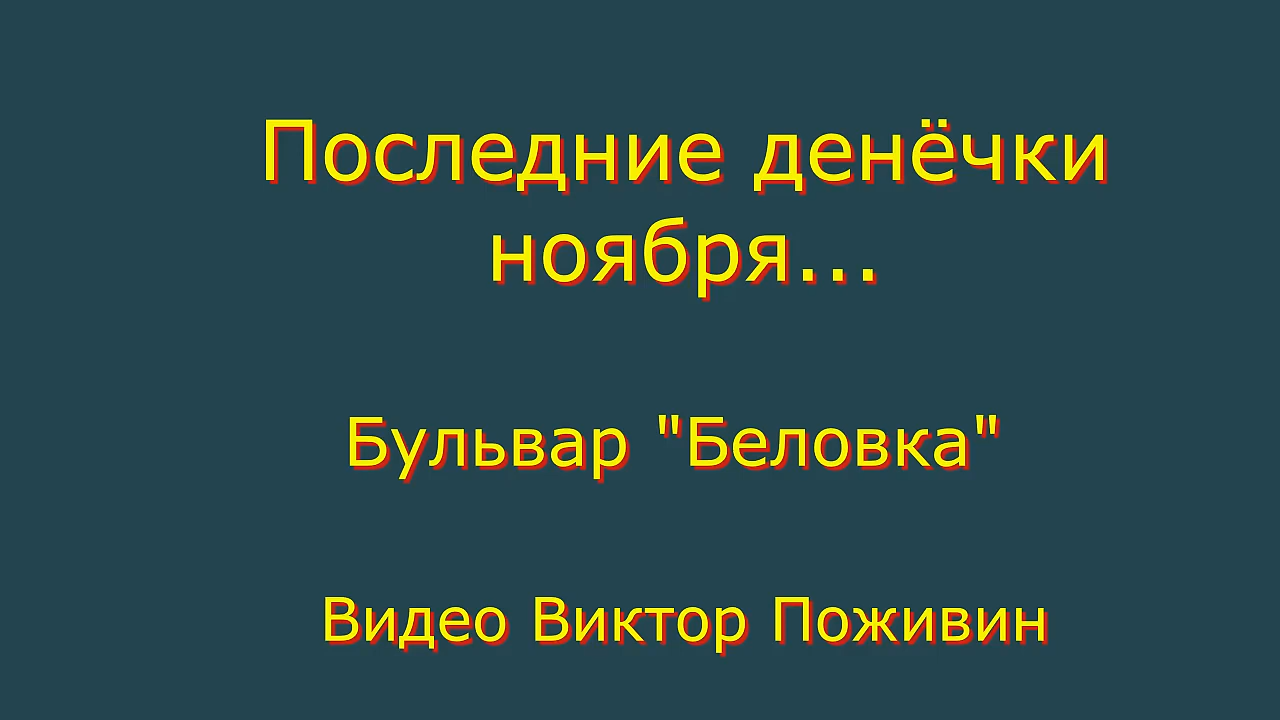 Последние денёчки
ноября...
Бульвар "Беловка"
Видео Виктор Поживин